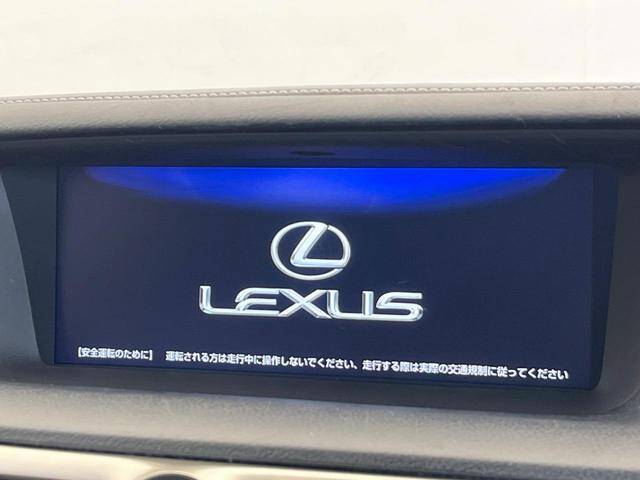 LEXUS
【安全運転のために】 運転される方は走行中に操作しないでください、走行する際は実際の交通規制に従ってください